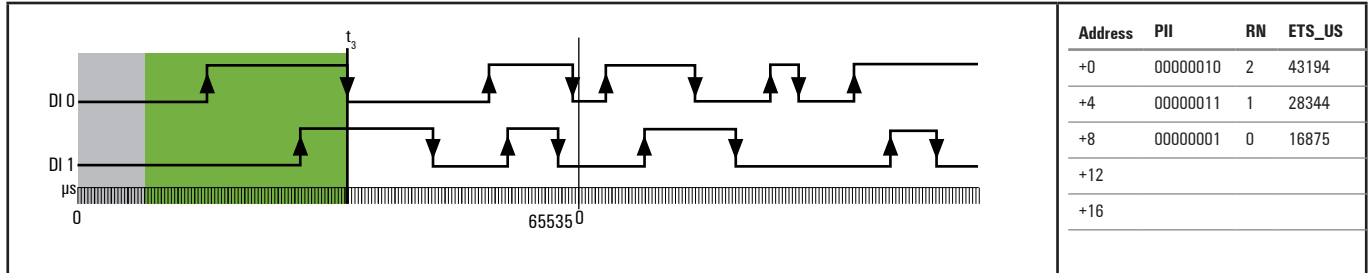 t3
DI 0
DI 1
µs
0
65535 0
Address PII RN ETS_US
+0 00000010 2 43194
+4 00000011 1 28344
+8 00000001 0 16875
+12
+16